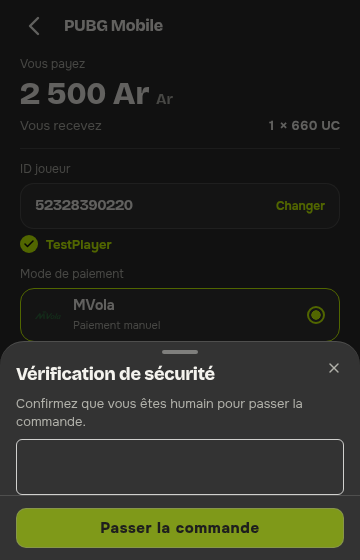 PUBG Mobile
Vous payez
2 500 Ar Ar
Vous recevez 1 × 660 UC
ID joueur
52328390220 Changer
TestPlayer
Mode de paiement
MVola
Paiement manuel
Vérification de sécurité
Confirmez que vous êtes humain pour passer la
commande.
Passer la commande